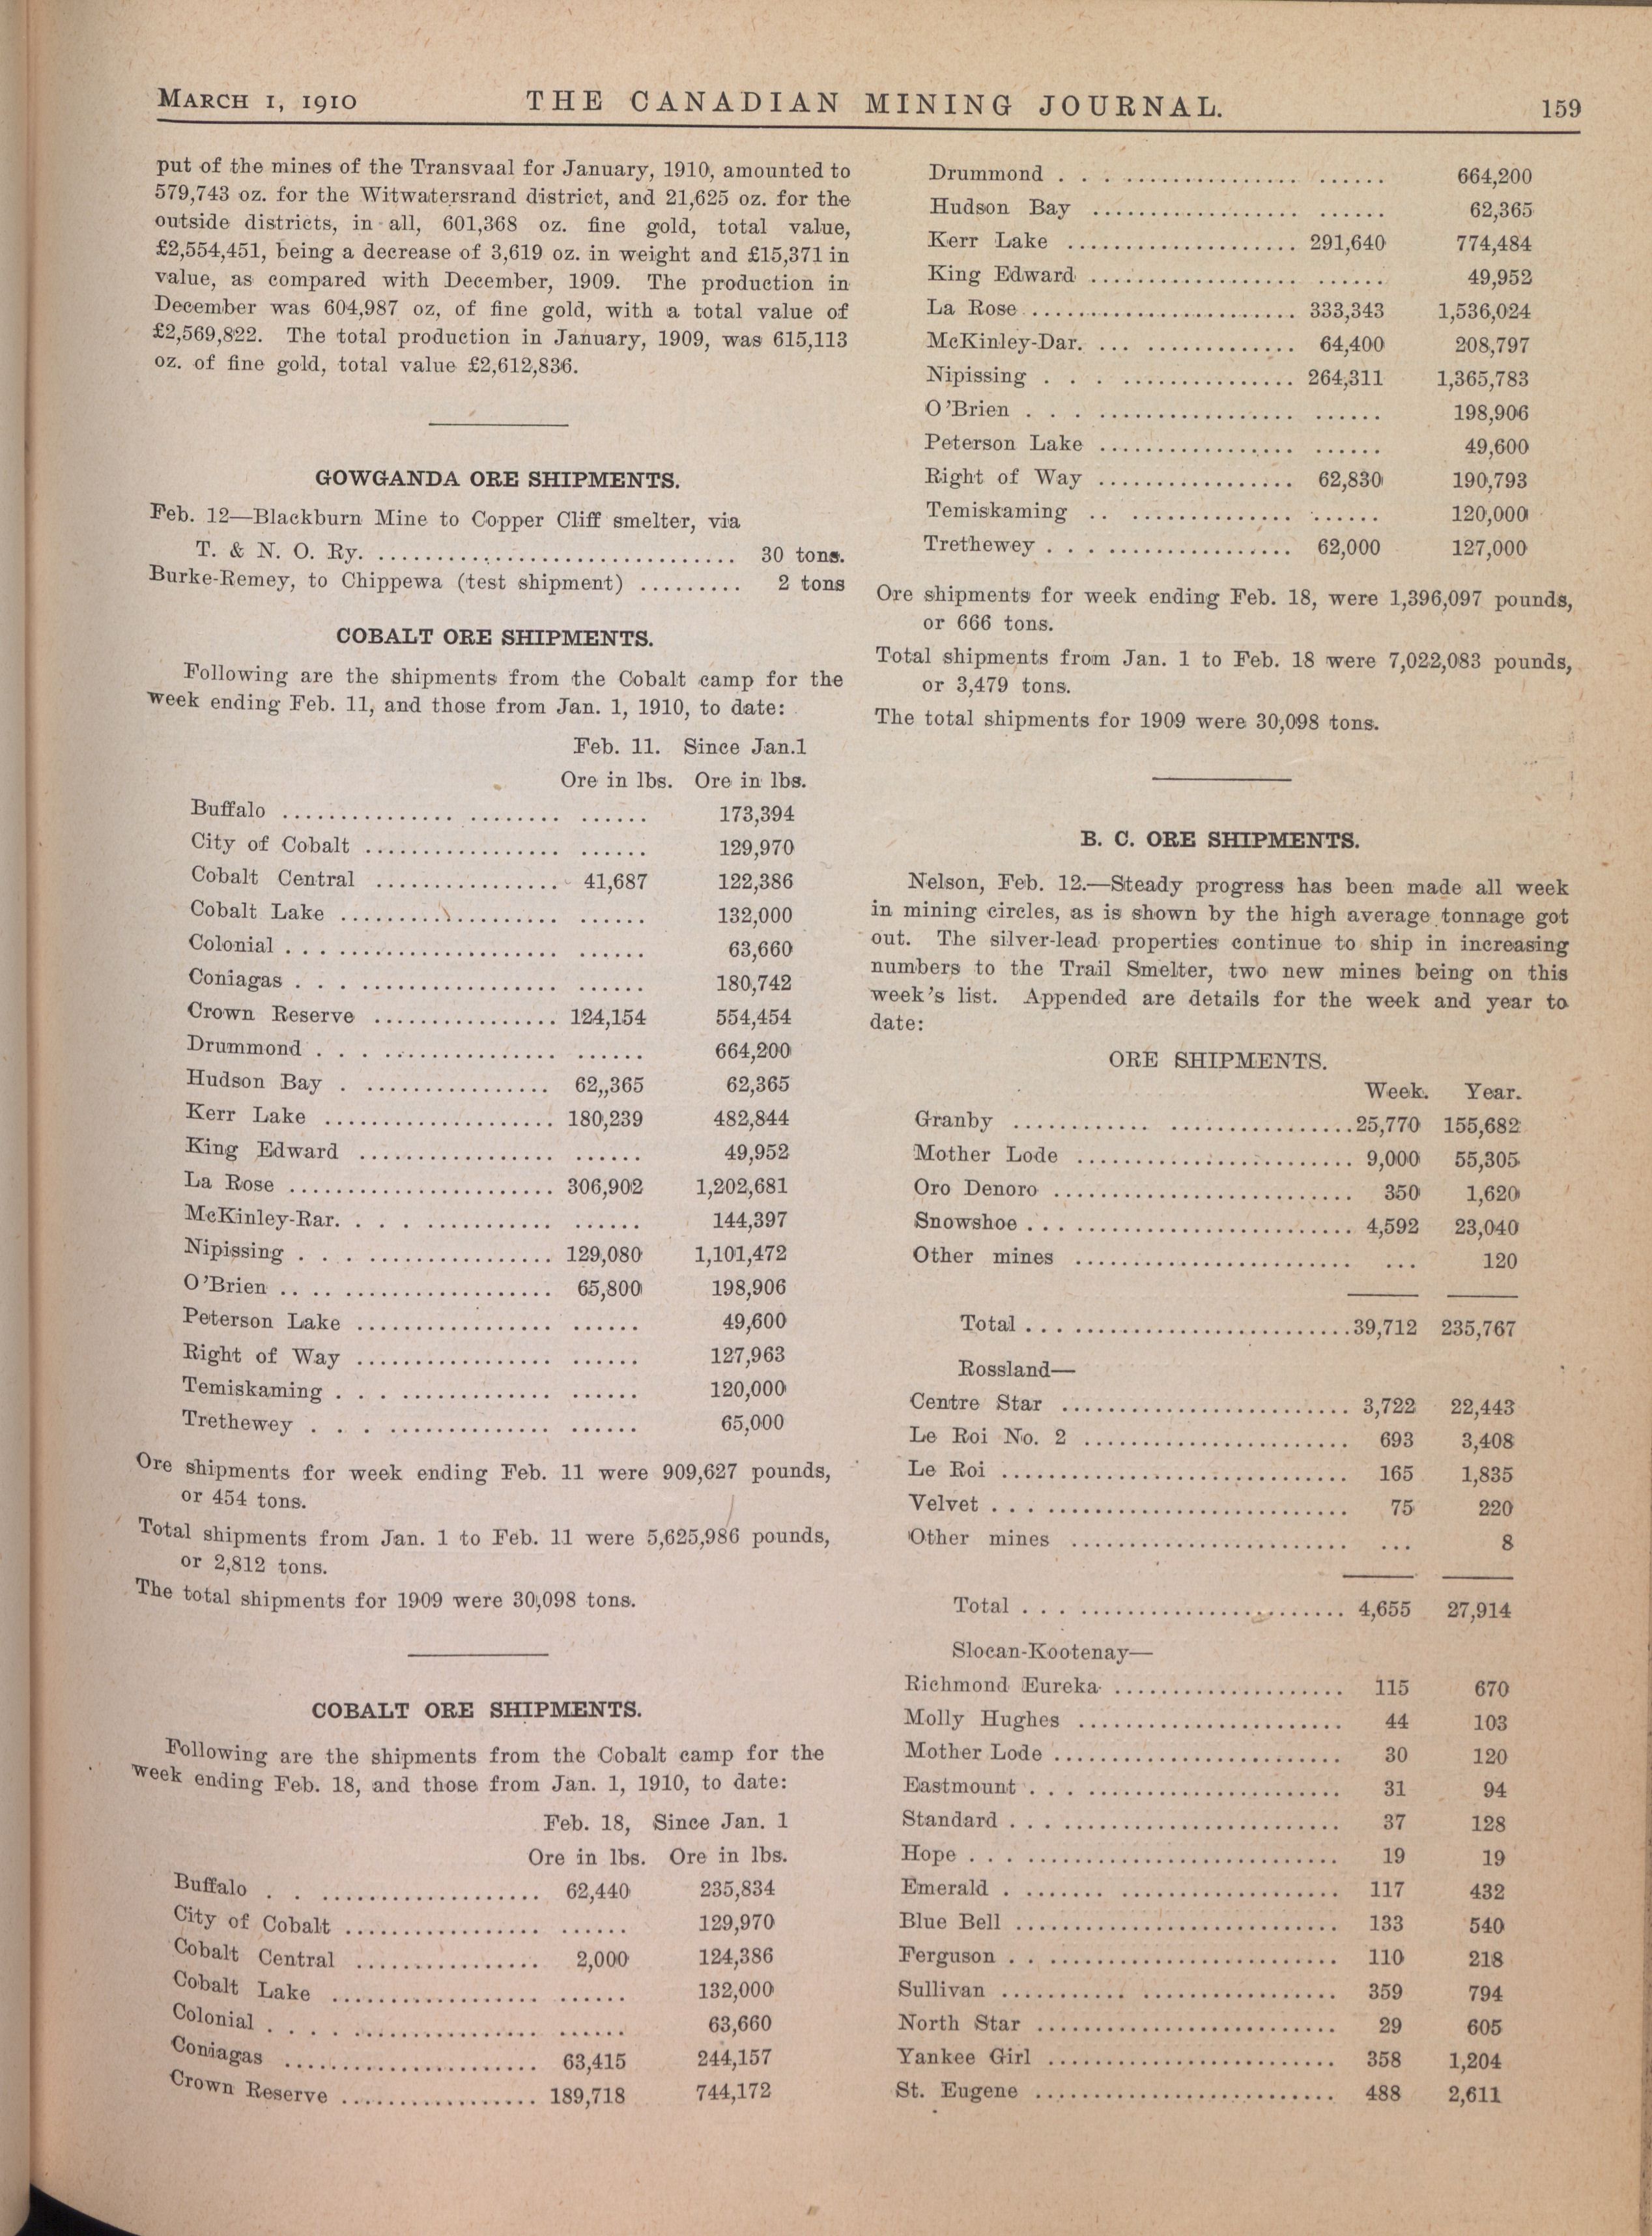 MARCH 1, 1910 THE CANADIAN MINING JOURNAL. 159
put of the mines of the Transvaal for January, 1910, amounted to
579,743 oz. for the Witwatersrand district, and 21,625 oz. for the
outside districts, in all, 601,368 oz. fine gold, total value,
£2,554,451, being a decrease of 3,619 oz. in weight and £15,371 in
value, as compared with December, 1909. The production in
December was 604,987 oz, of fine gold, with a total value of
£2,569,822. The total production in January, 1909, was 615,113
oz. of fine gold, total value £2,612,836.
GOWGANDA ORE SHIPMENTS.
Feb. 12—Blackburn Mine to Copper Cliff smelter, via
T. & N. O. Ry. ................................ 30 tons.
Burke-Remey, to Chippewa (test shipment) ......... 2 tons
COBALT ORE SHIPMENTS.
Following are the shipments from the Cobalt camp for the
week ending Feb. 11, and those from Jan. 1, 1910, to date:
Feb. 11. Since Jan.1
Ore in lbs. Ore in lbs.
Buffalo ............... ........ ...... 173,394
City of Cobalt ................. ...... 129,970
Cobalt Central ................ 41,687 122,386
Cobalt Lake ................... ...... 132,000
Colonial . . . .................. ...... 63,660
Coniagas . . . ................. ...... 180,742
Crown Reserve ................ 124,154 554,454
Drummond . . . ................ ...... 664,200
Hudson Bay . ................ 62,,365 62,365
Kerr Lake .................... 180,239 482,844
King Edward ................. ...... 49,952
La Rose ....................... 306,902 1,202,681
McKinley-Rar. . . . ........... ...... 144,397
Nipissing . . . ................ 129,080 1,101,472
O'Brien .. .. .................. 65,800 198,906
Peterson Lake ................. ...... 49,600
Right of Way ................. ...... 127,963
Temiskaming . . . ............. ...... 120,000
Trethewey . . . .............. ...... 65,000
Ore shipments for week ending Feb. 11 were 909,627 pounds,
or 454 tons.
Total shipments from Jan. 1 to Feb. 11 were 5,625,986 pounds,
or 2,812 tons.
The total shipments for 1909 were 30,098 tons.
COBALT ORE SHIPMENTS.
Following are the shipments from the Cobalt camp for the
week ending Feb. 18, and those from Jan. 1, 1910, to date:
Feb. 18, Since Jan. 1
Ore in lbs. Ore in lbs.
Buffalo . . ................... 62,440 235,834
City of Cobalt ................. ...... 129,970
Cobalt Central ................ 2,000 124,386
Cobalt Lake .................. ...... 132,000
Colonial . . . . ................ ...... 63,660
Coniagas ...................... 63,415 244,157
Crown Reserve ................. 189,718 744,172
Drummond . . . ............... ...... 664,200
Hudson Bay .................. ...... 62,365
Kerr Lake .................... 291,640 774,484
King Edward .................. ...... 49,952
La Rose ....................... 333,343 1,536,024
McKinley-Dar. ... ............. 64,400 208,797
Nipissing . . . ............... 264,311 1,365,783
O'Brien . . . ................. ...... 198,906
Peterson Lake ................. ...... 49,600
Right of Way ................. 62,830 190,793
Temiskaming .. .............. ...... 120,000
Trethewey . . . ................ 62,000 127,000
Ore shipments for week ending Feb. 18, were 1,396,097 pounds,
or 666 tons.
Total shipments from Jan. 1 to Feb. 18 were 7,022,083 pounds,
or 3,479 tons.
The total shipments for 1909 were 30,098 tons.
B. C. ORE SHIPMENTS.
Nelson, Feb. 12.—Steady progress has been made all week
in mining circles, as is shown by the high average tonnage got
out. The silver-lead properties continue to ship in increasing
numbers to the Trail Smelter, two new mines being on this
week's list. Appended are details for the week and year to
date:
ORE SHIPMENTS.
Week. Year.
Granby ............ ................25,770 155,682
Mother Lode ........................ 9,000 55,305
Oro Denoro .......................... 350 1,620
Snowshoe . . . ........................ 4,592 23,040
Other mines ........................ ... 120
Total . . . ........................39,712 235,767
Rossland—
Centre Star ......................... 3,722 22,443
Le Roi No. 2 ....................... 693 3,408
Le Roi .............................. 165 1,835
Velvet . . . .......................... 75 220
Other mines ........................ ... 8
Total . . . ....................... 4,655 27,914
Slocan-Kootenay—
Richmond Eureka .................... 115 670
Molly Hughes ....................... 44 103
Mother Lode ......................... 30 120
Eastmount . . . ...................... 31 94
Standard . . . ........................ 37 128
Hope . . . ........................... 19 19
Emerald . ....... ................... 117 432
Blue Bell ............................ 133 540
Ferguson . . ......................... 110 218
Sullivan ........... ................. 359 794
North Star .......................... 29 605
Yankee Girl ......................... 358 1,204
St. Eugene .......................... 488 2,611